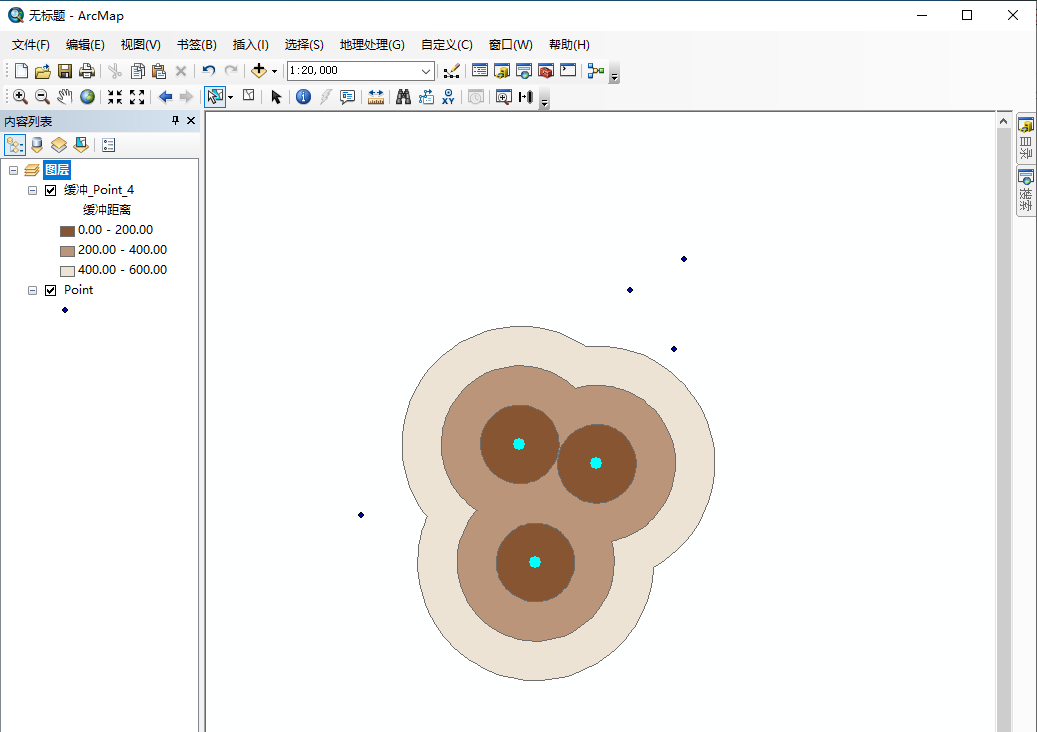 无标题 - ArcMap
文件(F) 编辑(E) 视图(V) 书签(B) 插入(I) 选择(S) 地理处理(G) 自定义(C) 窗口(W) 帮助(H)
1:20,000
XY
内容列表
图层
缓冲_Point_4
缓冲距离
0.00 - 200.00
200.00 - 400.00
400.00 - 600.00
Point
目录
搜索